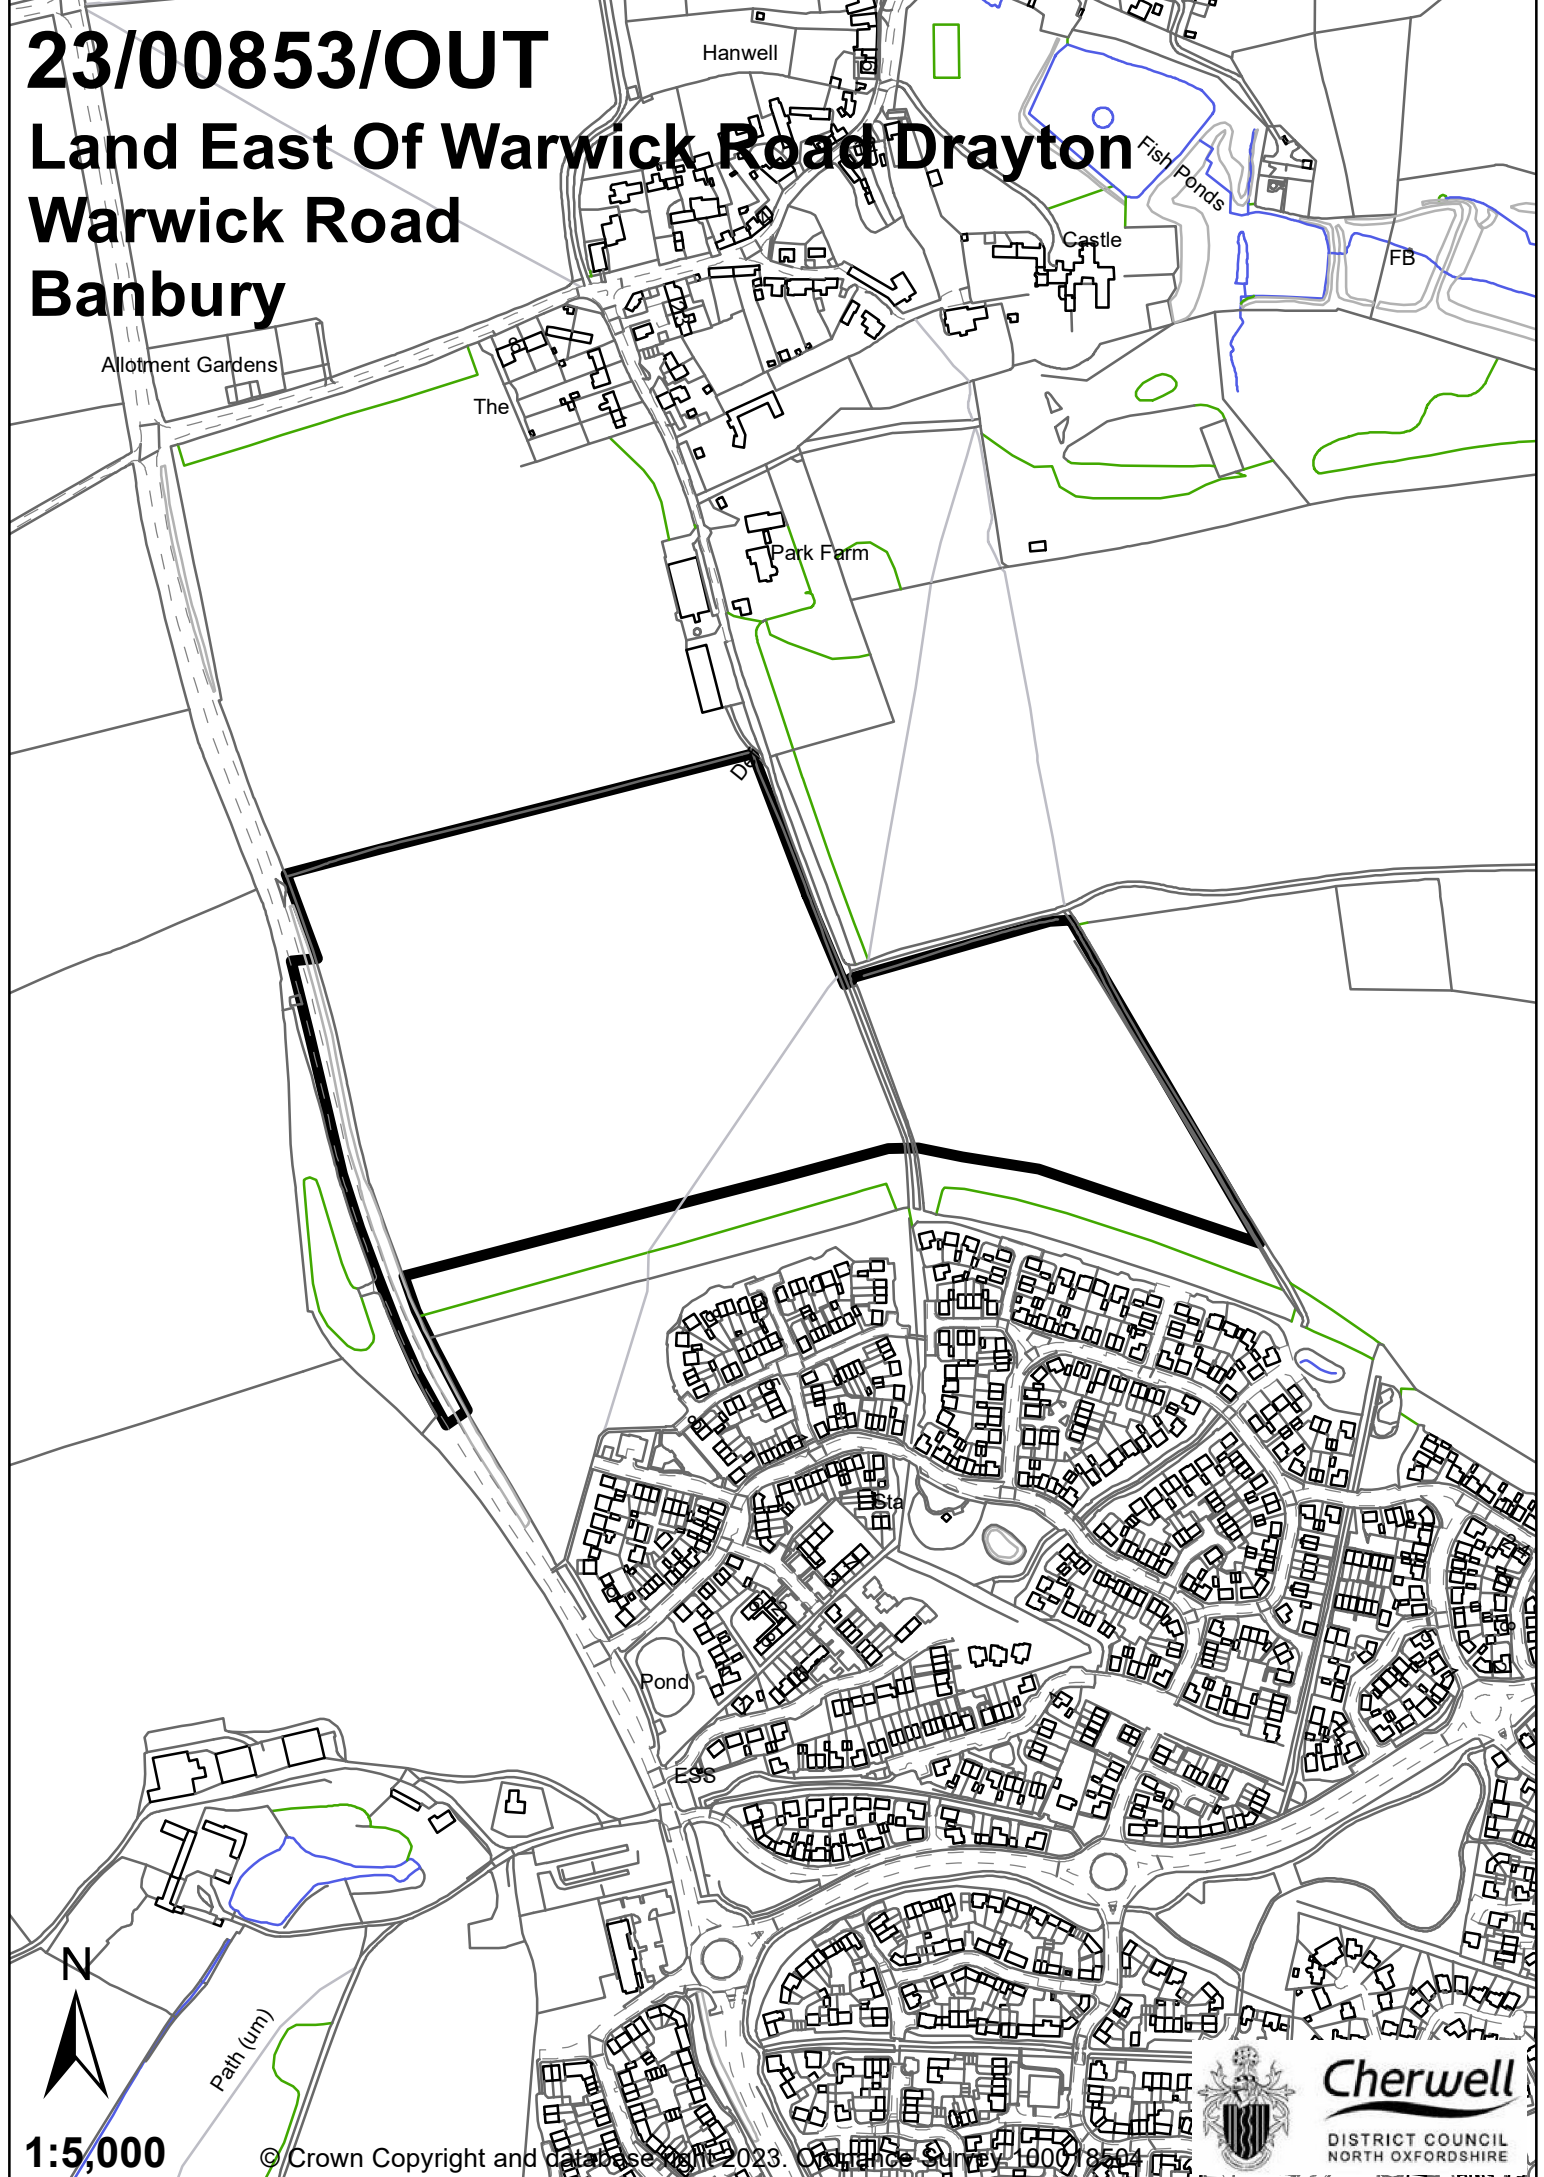 23/00853/OUT
Land East Of Warwick Road Drayton
Warwick Road
Banbury
Hanwell
Fish Ponds
Castle
FB
Allotment Gardens
The
Park Farm
De
Sta
Pond
ESS
N
Path (um)
1:5,000
© Crown Copyright and database right 2023. Ordnance Survey 100018504
Cherwell
DISTRICT COUNCIL
NORTH OXFORDSHIRE